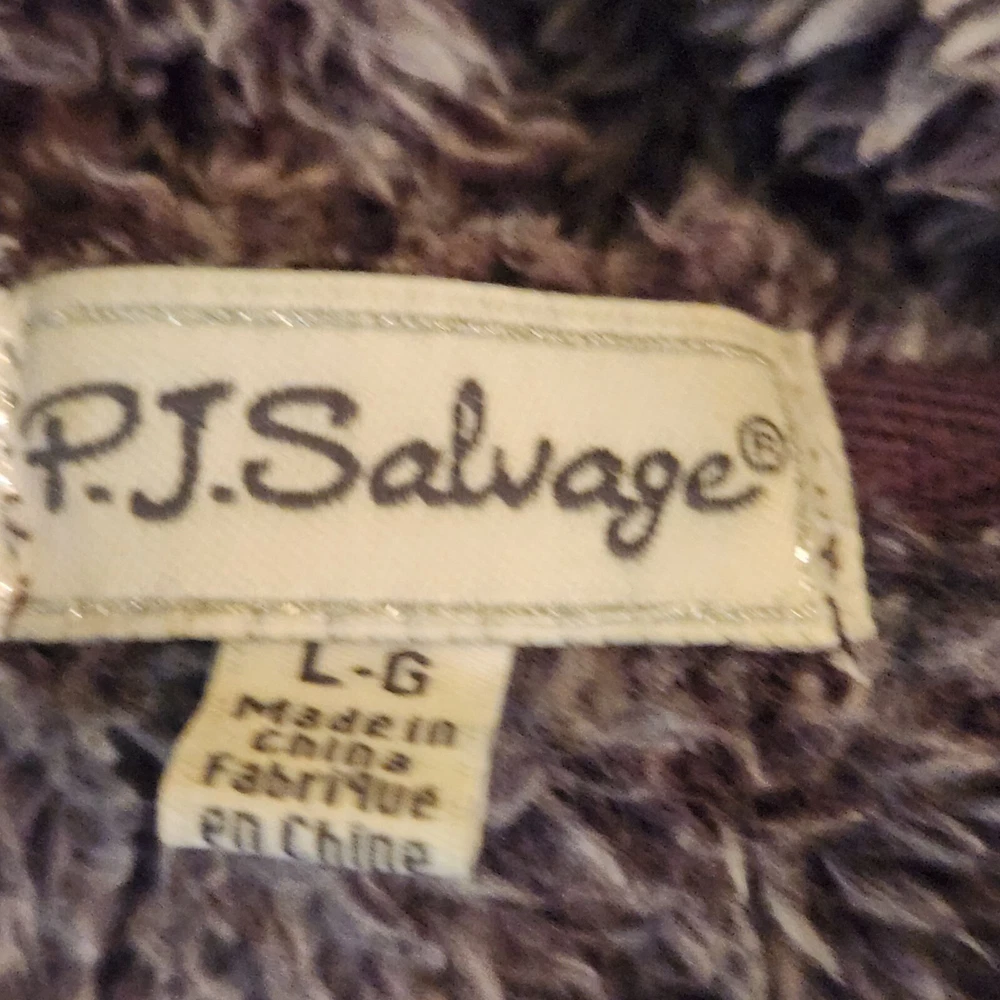 P.J.Salvage®
L-G
Made in
china
Fabrique
en Chine